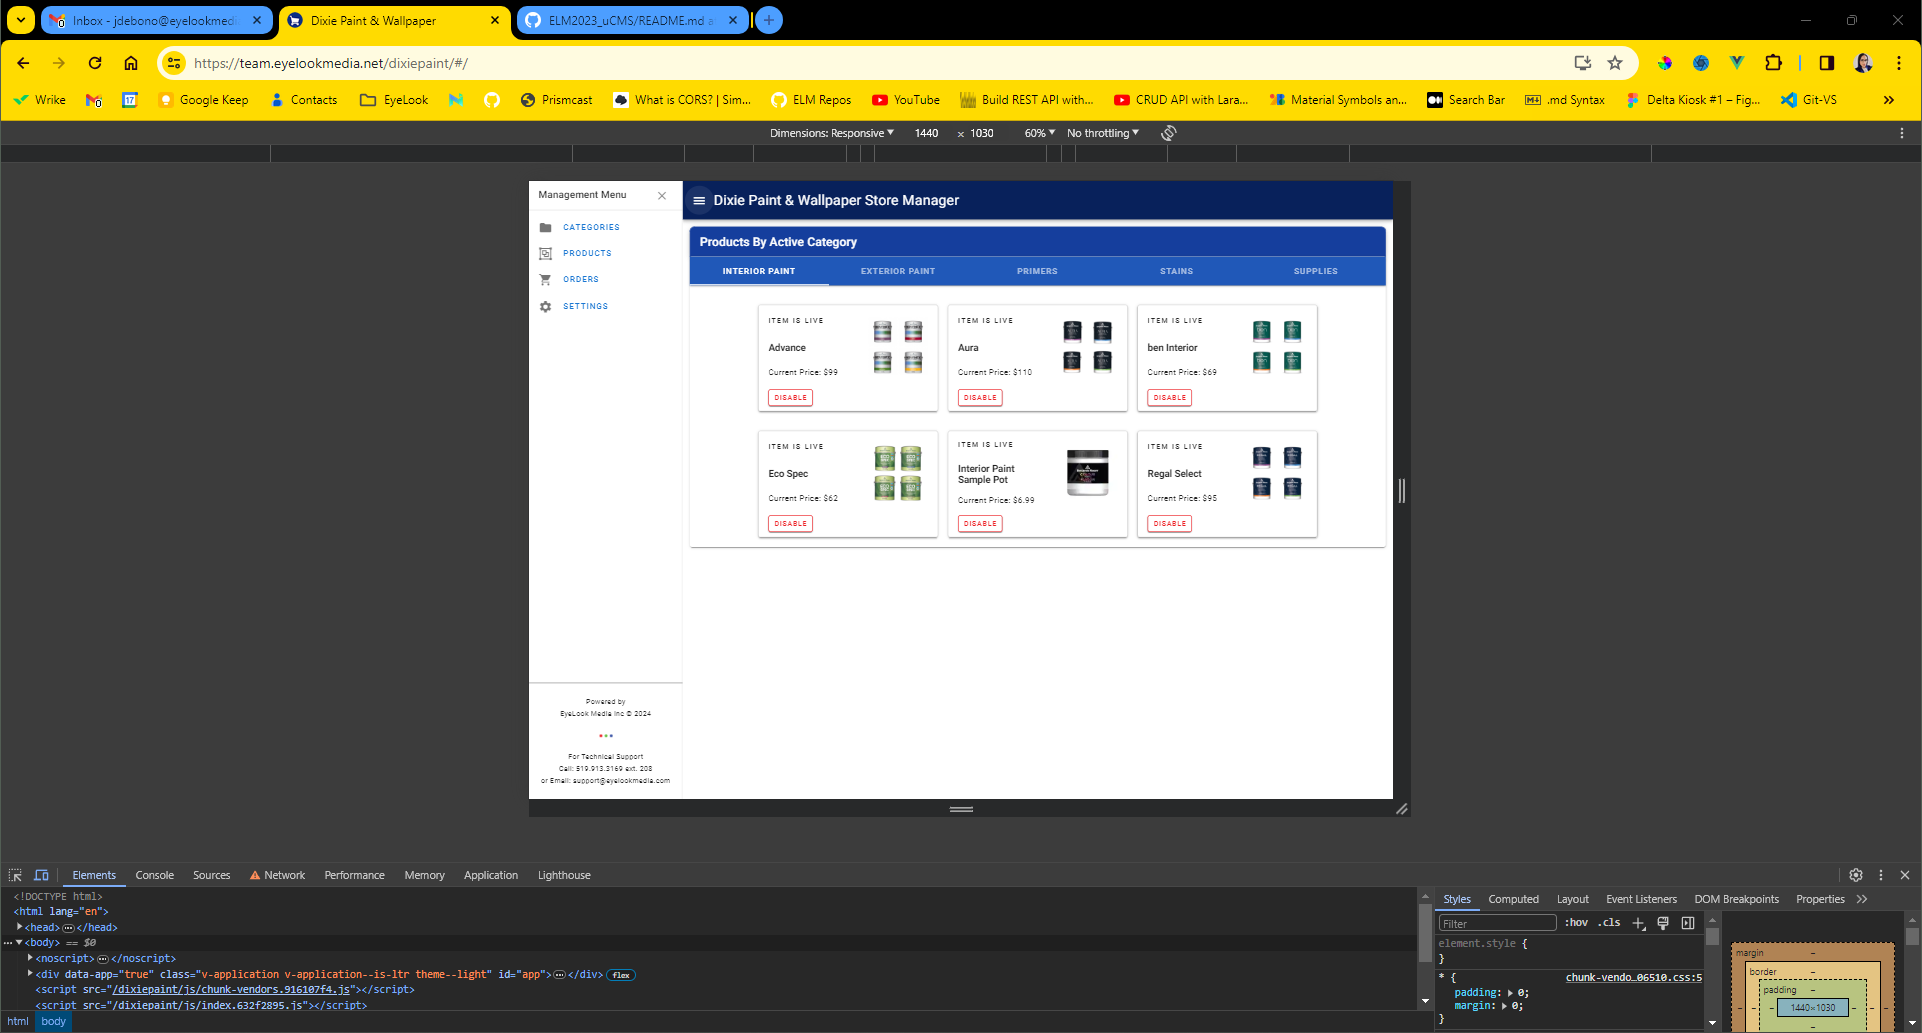 Inbox - jdebono@eyelookmedi
Dixie Paint & Wallpaper
ELM2023_uCMS/README.md a
https://team.eyelookmedia.net/dixiepaint/#/
Wrike
Google Keep
Contacts
EyeLook
Prismcast
What is CORS? | Sim...
ELM Repos
YouTube
Build REST API with...
CRUD API with Lara...
Material Symbols an...
Search Bar
.md Syntax
Delta Kiosk #1 – Fig...
Git-VS
Dimensions: Responsive 1440 × 1030 60% No throttling
Management Menu
CATEGORIES
PRODUCTS
ORDERS
SETTINGS
Powered by
EyeLook Media Inc © 2024
For Technical Support
Call: 519.913.3169 ext. 208
or Email: support@eyelookmedia.com
Dixie Paint & Wallpaper Store Manager
Products By Active Category
INTERIOR PAINT EXTERIOR PAINT PRIMERS STAINS SUPPLIES
ITEM IS LIVE
Advance
Current Price: $99
DISABLE
ITEM IS LIVE
Aura
Current Price: $110
DISABLE
ITEM IS LIVE
ben Interior
Current Price: $69
DISABLE
ITEM IS LIVE
Eco Spec
Current Price: $62
DISABLE
ITEM IS LIVE
Interior Paint
Sample Pot
Current Price: $6.99
DISABLE
ITEM IS LIVE
Regal Select
Current Price: $95
DISABLE
Elements Console Sources Network Performance Memory Application Lighthouse
<!DOCTYPE html>
<html lang="en">
<head>…</head>
<body> == $0
<noscript>…</noscript>
<div data-app="true" class="v-application v-application--is-ltr theme--light" id="app">…</div> flex
<script src="/dixiepaint/js/chunk-vendors.916107f4.js"></script>
<script src="/dixiepaint/js/index.632f2895.js"></script>
html body
Styles Computed Layout Event Listeners DOM Breakpoints Properties
Filter :hov .cls
element.style {
}
* { chunk-vendo…06510.css:5
padding: 0;
margin: 0;
}
margin –
border –
padding –
– – – 1440×1030 – – –
–